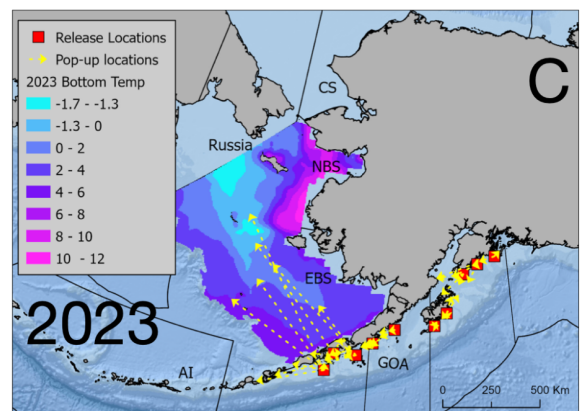 Release Locations
Pop-up locations
2023 Bottom Temp
-1.7 - -1.3
-1.3 - 0
0 - 2
2 - 4
4 - 6
6 - 8
8 - 10
10 - 12
C
CS
Russia
NBS
EBS
2023
AI
GOA
0 250 500 Km